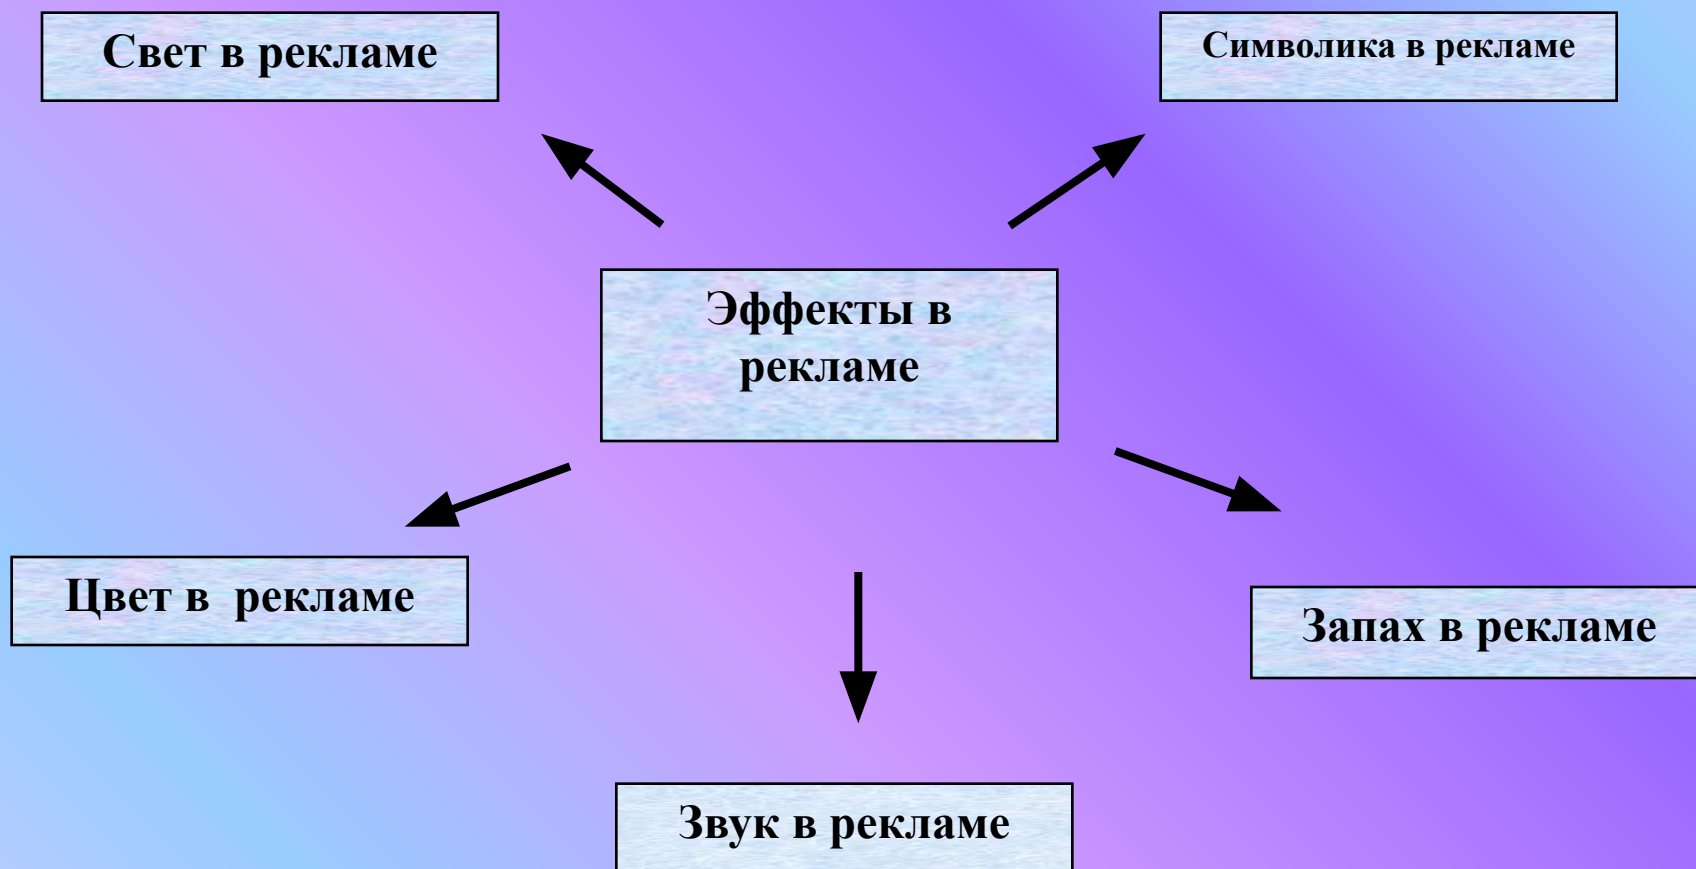 Свет в рекламе
Символика в рекламе
Эффекты в
рекламе
Цвет в  рекламе
Запах в рекламе
Звук в рекламе